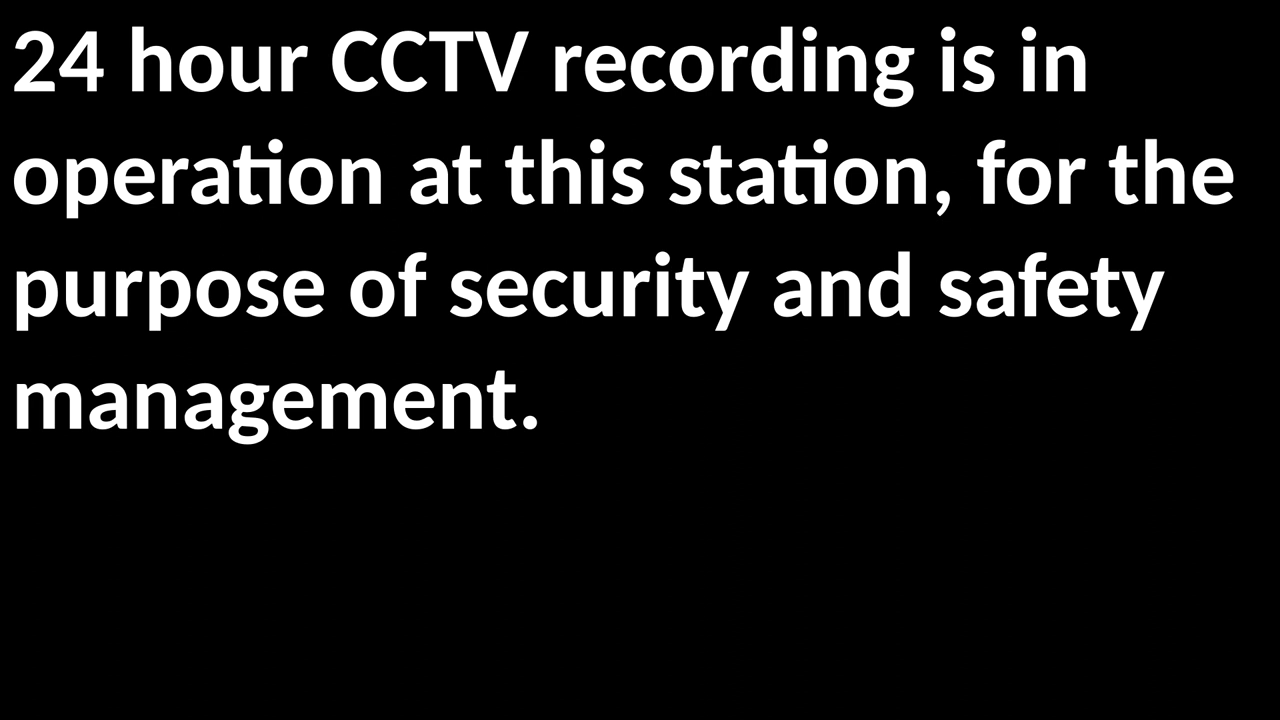 24 hour CCTV recording is in
operation at this station, for the
purpose of security and safety
management.